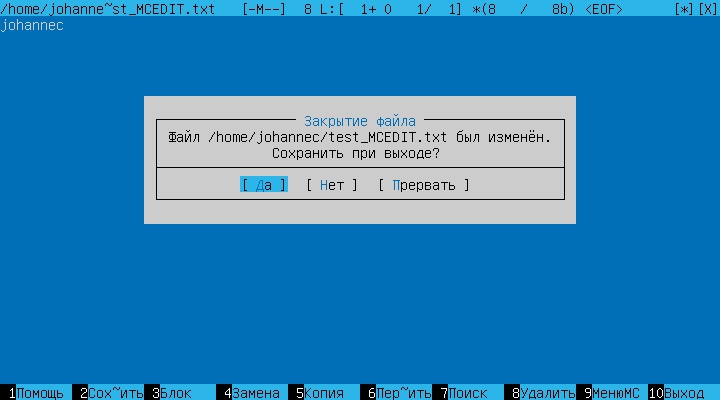 /home/johanne~st_MCEDIT.txt [-M--] 8 L:[ 1+ 0 1/ 1] *(8 / 8b) <EOF> [*][X]
johannec
Закрытие файла
Файл /home/johannec/test_MCEDIT.txt был изменён.
Сохранить при выходе?
[ Да ] [ Нет ] [ Прервать ]
1Помощь 2Сох~ить 3Блок 4Замена 5Копия 6Пер~ить 7Поиск 8Удалить 9МенюMC 10Выход